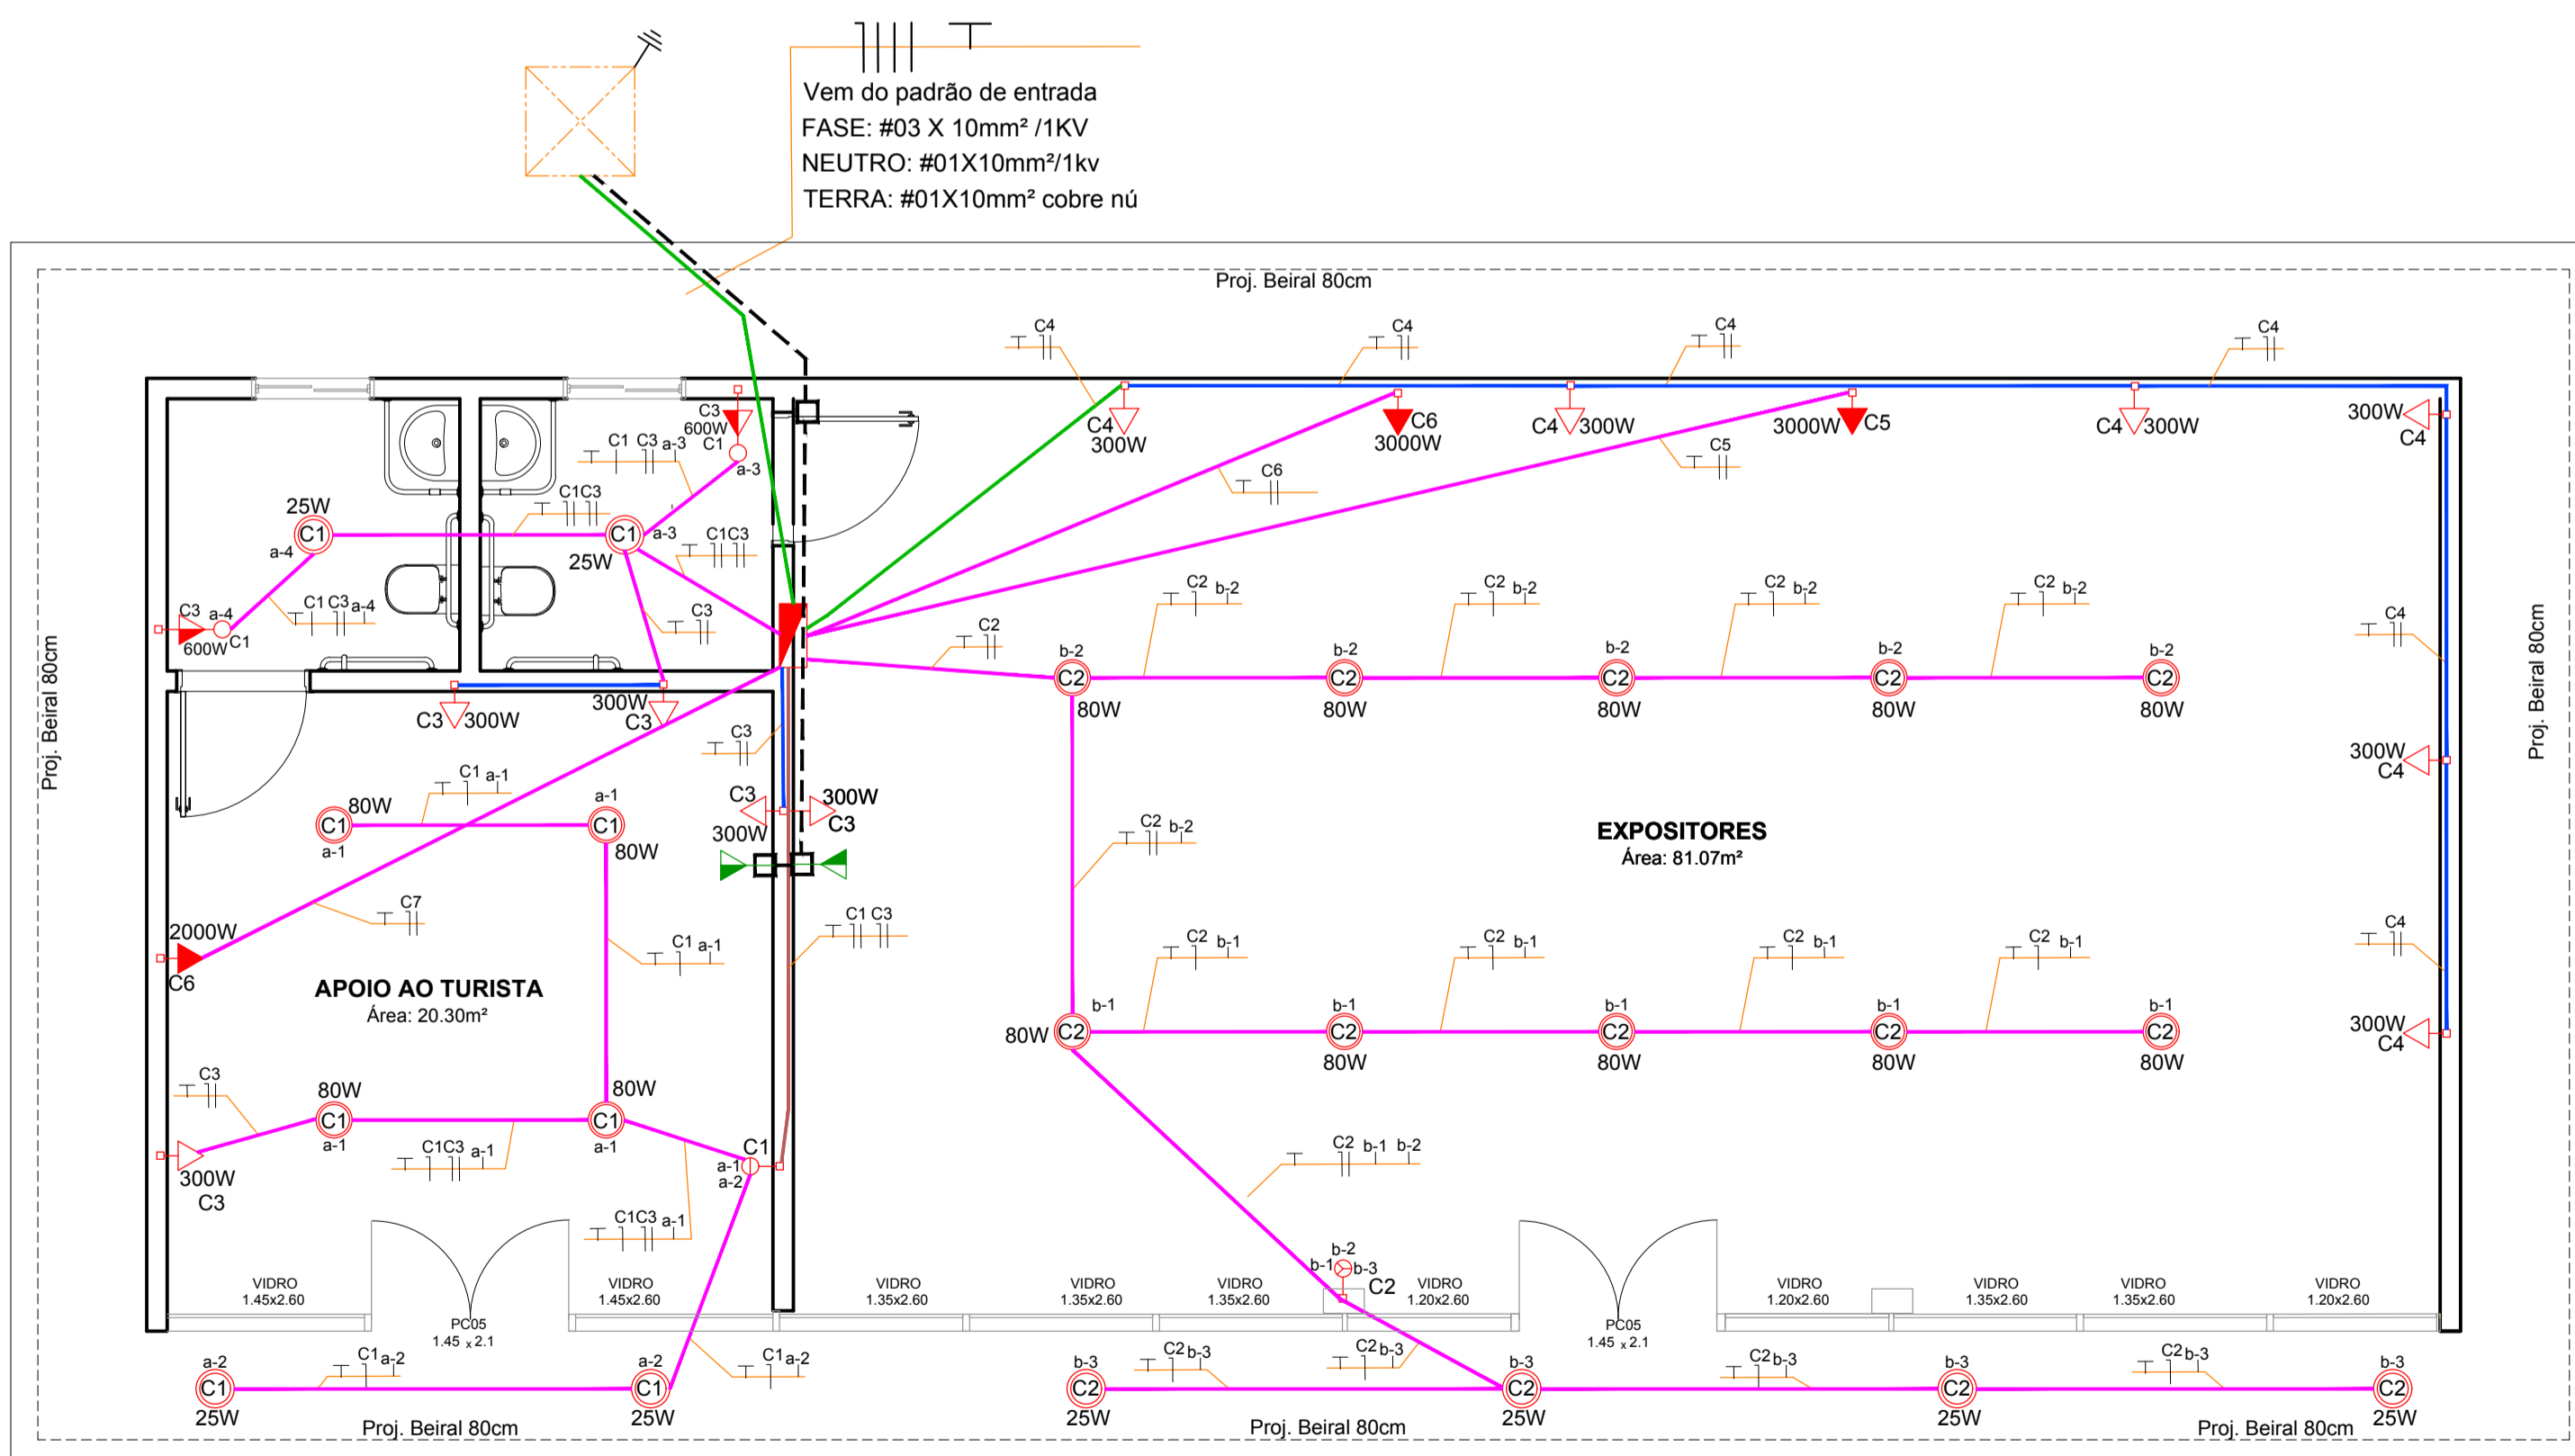 Vem do padrão de entrada
FASE: #03 X 10mm² /1KV
NEUTRO: #01X10mm²/1kv
TERRA: #01X10mm² cobre nú
Proj. Beiral 80cm
C4
C4
C4
C4
C3
600W
C1
a-3
C4
300W
C6
3000W
C4 300W
3000W C5
C4 300W
300W
C4
C1 C3 a-3
C6
C5
25W
C1
a-4
C1C3
C1
a-3
25W
C1C3
C3 a-4
600W C1
C1 C3 a-4
C3
C2
C2 b-2
C2 b-2
C2 b-2
C2 b-2
C4
Proj. Beiral 80cm
Proj. Beiral 80cm
b-2
C2
80W
b-2
C2
80W
b-2
C2
80W
b-2
C2
80W
b-2
C2
80W
C3 300W
300W
C3
C3
300W
C4
C1 a-1
80W
C1
a-1
a-1
C1
80W
C3
300W
300W
C3
C2 b-2
EXPOSITORES
Área: 81.07m²
C7
2000W
C6
C1 a-1
C1 C3
APOIO AO TURISTA
Área: 20.30m²
C2 b-1
C2 b-1
C2 b-1
C2 b-1
C4
80W
C2
b-1
b-1
C2
80W
b-1
C2
80W
b-1
C2
80W
b-1
C2
80W
300W
C4
C3
80W
C1
a-1
80W
C1
a-1
C1C3 a-1
300W
C3
C1
a-1
a-2
C2 b-1 b-2
C1C3 a-1
b-2
b-1 b-3
C2
VIDRO
1.45x2.60
VIDRO
1.45x2.60
VIDRO
1.35x2.60
VIDRO
1.35x2.60
VIDRO
1.35x2.60
VIDRO
1.20x2.60
VIDRO
1.20x2.60
VIDRO
1.35x2.60
VIDRO
1.35x2.60
VIDRO
1.20x2.60
PC05
1.45 x 2.1
PC05
1.45 x 2.1
a-2
C1
25W
C1 a-2
a-2
C1
25W
C1 a-2
b-3
C2
25W
C2 b-3
C2 b-3
b-3
C2
25W
C2 b-3
b-3
C2
25W
C2 b-3
b-3
C2
25W
Proj. Beiral 80cm
Proj. Beiral 80cm
Proj. Beiral 80cm